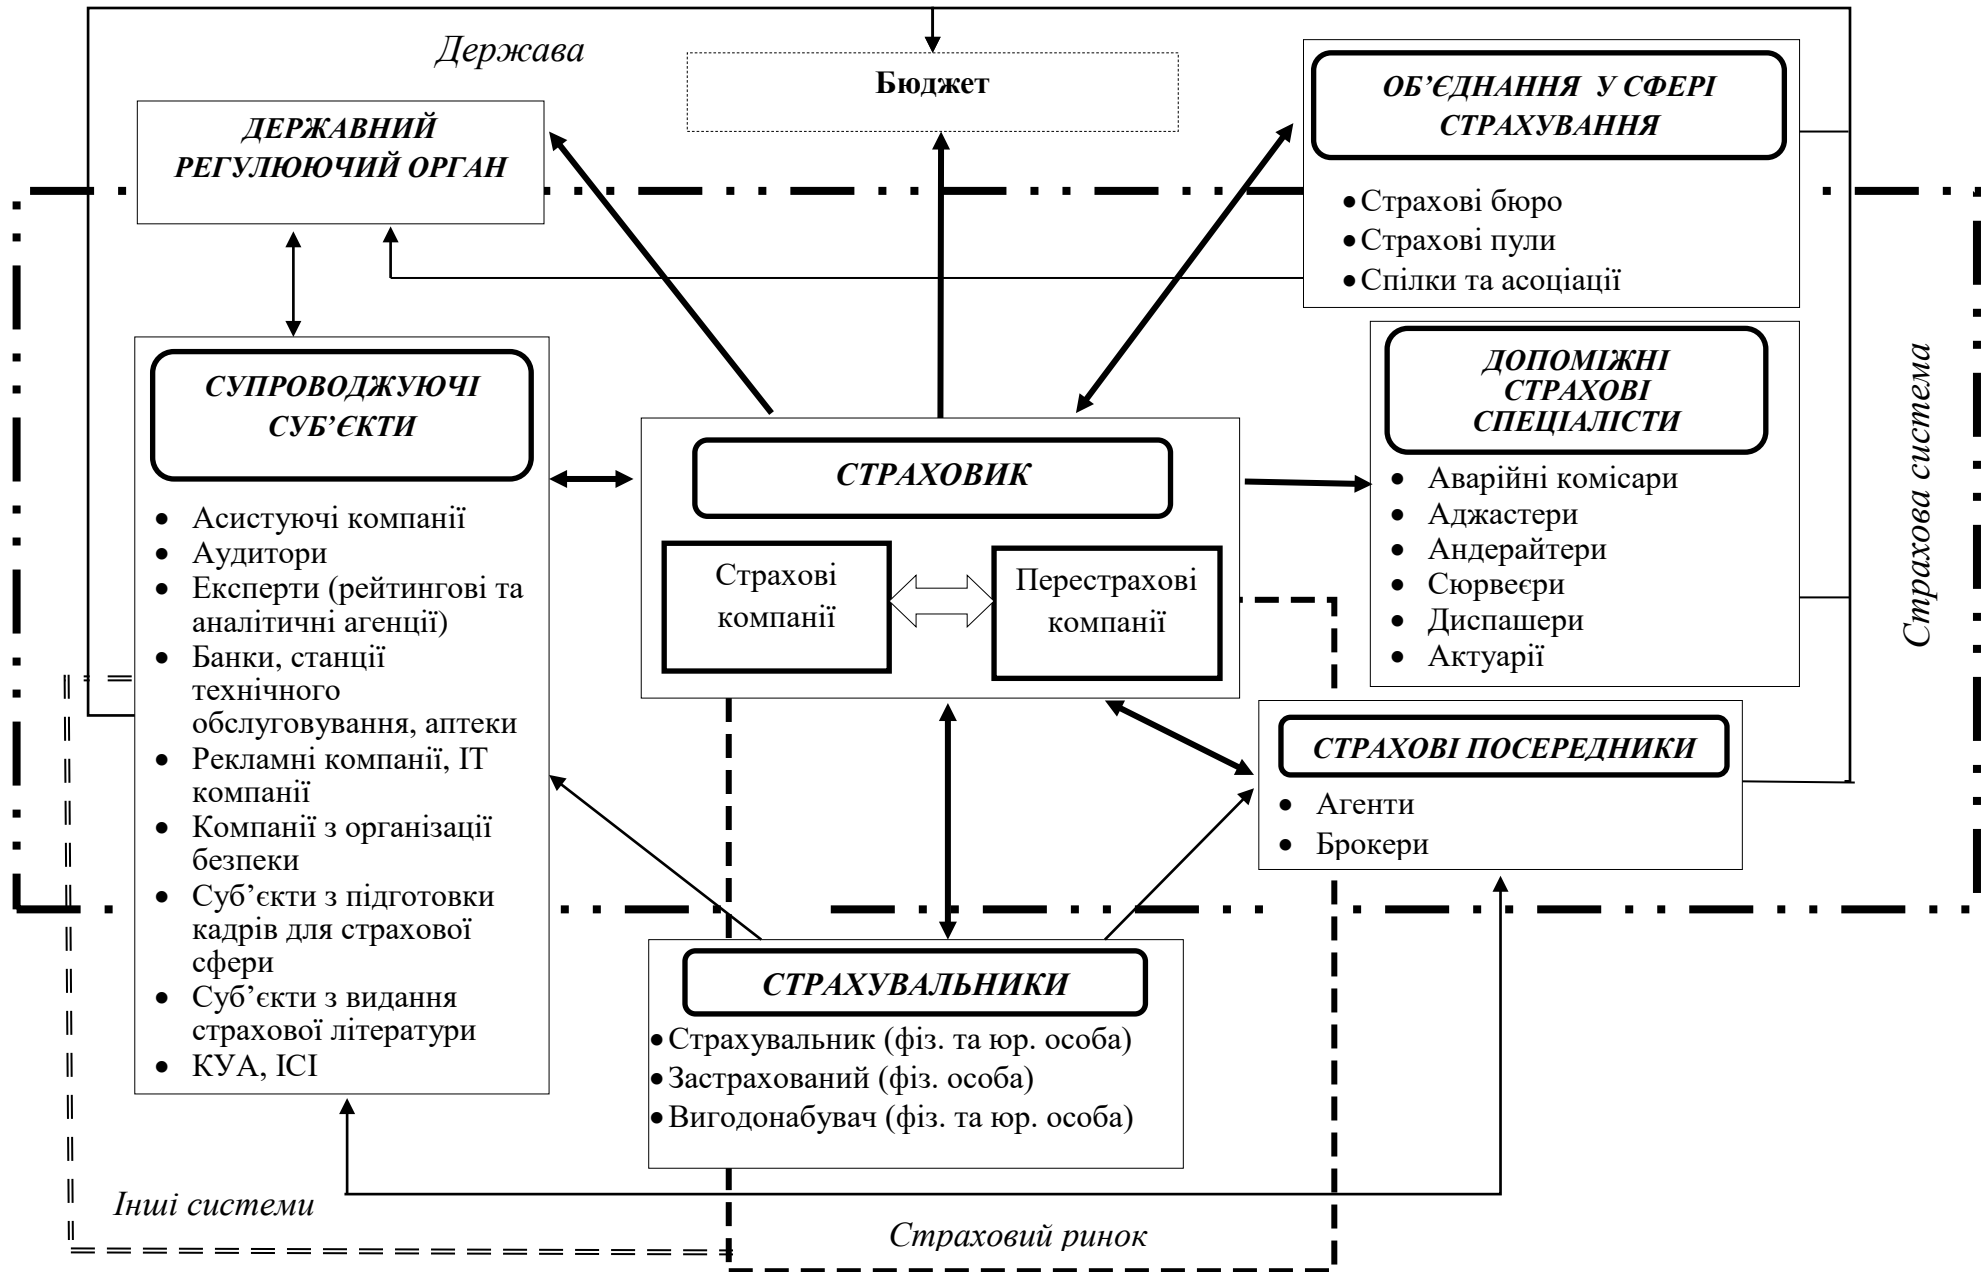 Держава
Бюджет
ОБ’ЄДНАННЯ У СФЕРІ
СТРАХУВАННЯ
• Страхові бюро
• Страхові пули
• Спілки та асоціації
ДЕРЖАВНИЙ
РЕГУЛЮЮЧИЙ ОРГАН
СУПРОВОДЖУЮЧІ
СУБ’ЄКТИ
• Асистуючі компанії
• Аудитори
• Експерти (рейтингові та
аналітичні агенції)
• Банки, станції
технічного
обслуговування, аптеки
• Рекламні компанії, ІТ
компанії
• Компанії з організації
безпеки
• Суб’єкти з підготовки
кадрів для страхової
сфери
• Суб’єкти з видання
страхової літератури
• КУА, ІСІ
СТРАХОВИК
Страхові
компанії
Перестрахові
компанії
ДОПОМІЖНІ
СТРАХОВІ
СПЕЦІАЛІСТИ
• Аварійні комісари
• Аджастери
• Андерайтери
• Сюрвеєри
• Диспашери
• Актуарії
Страхова система
СТРАХОВІ ПОСЕРЕДНИКИ
• Агенти
• Брокери
СТРАХУВАЛЬНИКИ
• Страхувальник (фіз. та юр. особа)
• Застрахований (фіз. особа)
• Вигодонабувач (фіз. та юр. особа)
Інші системи
Страховий ринок